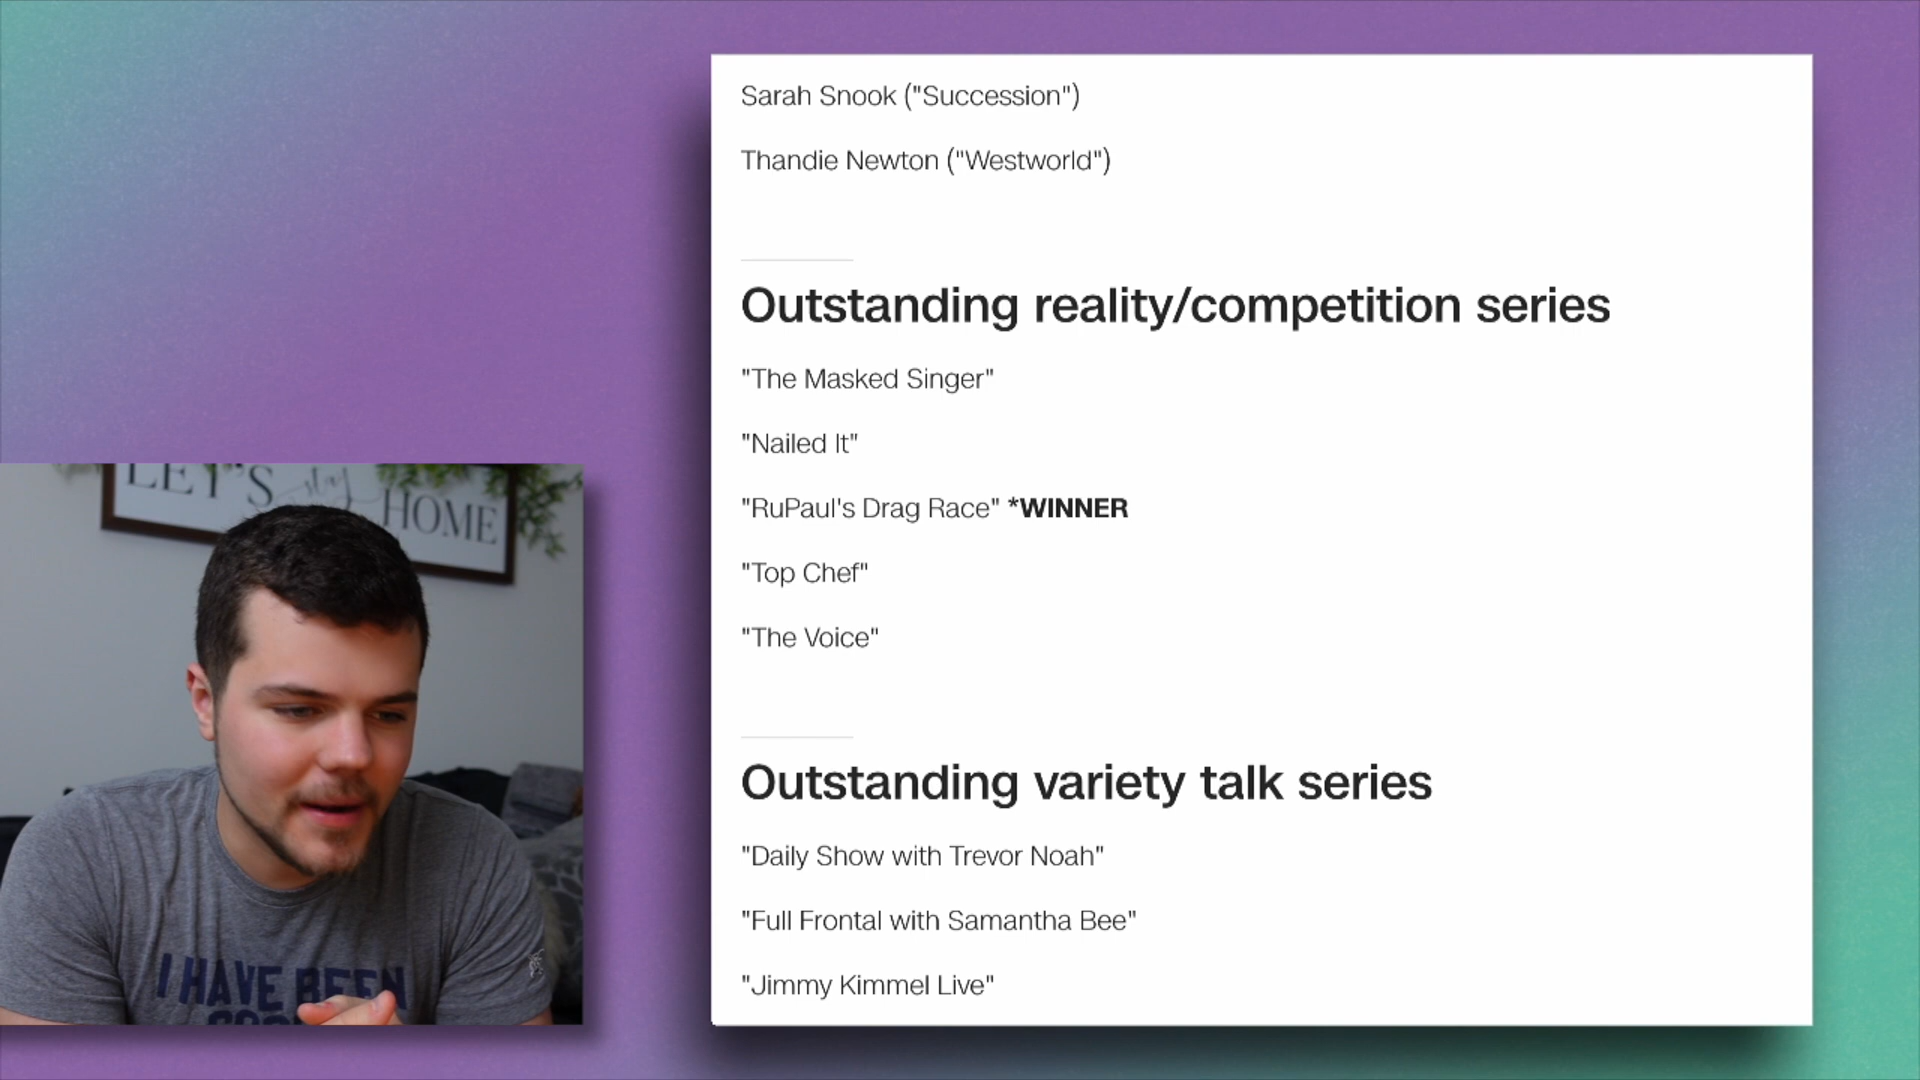 Sarah Snook ("Succession")
Thandie Newton ("Westworld")
Outstanding reality/competition series
"The Masked Singer"
"Nailed It"
"RuPaul's Drag Race" *WINNER
"Top Chef"
"The Voice"
Outstanding variety talk series
"Daily Show with Trevor Noah"
"Full Frontal with Samantha Bee"
"Jimmy Kimmel Live"
LET'S stay HOME
I HAVE BEEN